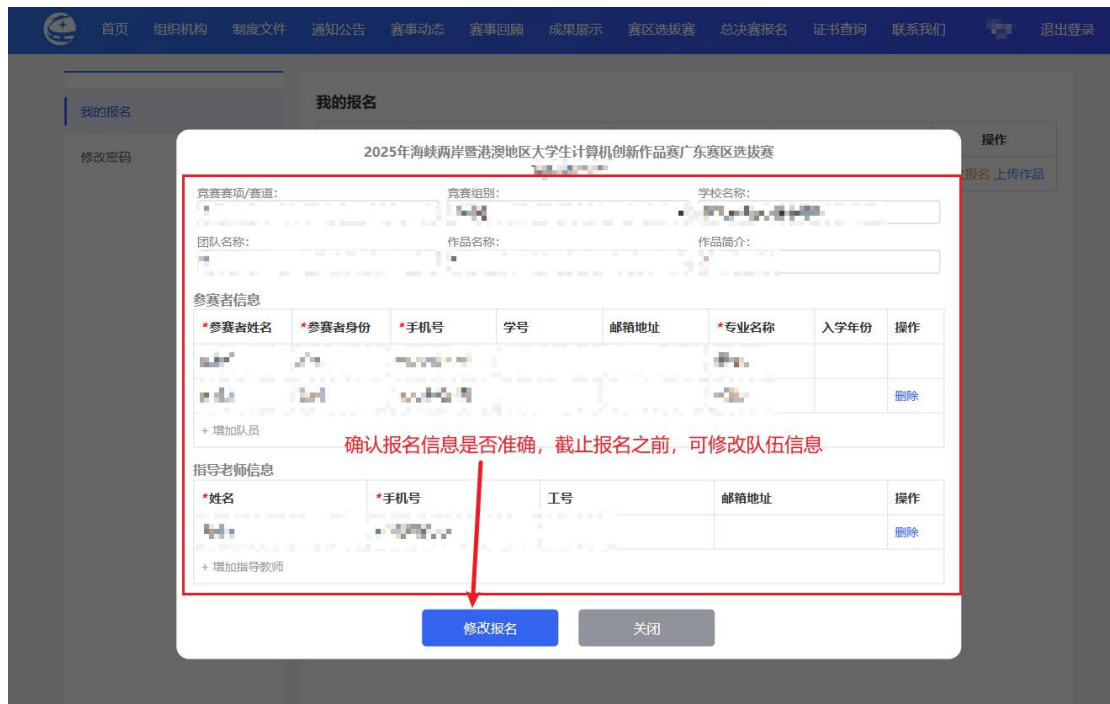 首页 组织机构 制度文件 通知公告 赛事动态 赛事回顾 成果展示 赛区选拔赛 总决赛报名 证书查询 联系我们 退出登录
我的报名
我的报名
修改密码
操作
报名 上传作品
2025年海峡两岸暨港澳地区大学生计算机创新作品赛广东赛区选拔赛
竞赛赛项/赛道: 竞赛组别: 学校名称:
团队名称: 作品名称: 作品简介:
参赛者信息
*参赛者姓名 *参赛者身份 *手机号 学号 邮箱地址 *专业名称 入学年份 操作
删除
+ 增加队员
确认报名信息是否准确，截止报名之前，可修改队伍信息
指导老师信息
*姓名 *手机号 工号 邮箱地址 操作
删除
+ 增加指导教师
修改报名 关闭